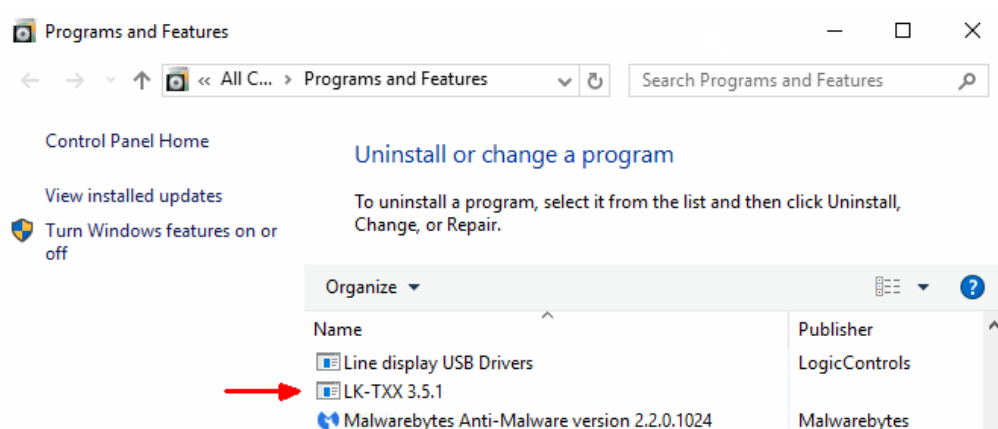 Programs and Features
« All C... › Programs and Features
Search Programs and Features
Control Panel Home
View installed updates
Turn Windows features on or
off
Uninstall or change a program
To uninstall a program, select it from the list and then click Uninstall,
Change, or Repair.
Organize
?
Name
Publisher
Line display USB Drivers
LogicControls
LK-TXX 3.5.1
Malwarebytes Anti-Malware version 2.2.0.1024
Malwarebytes